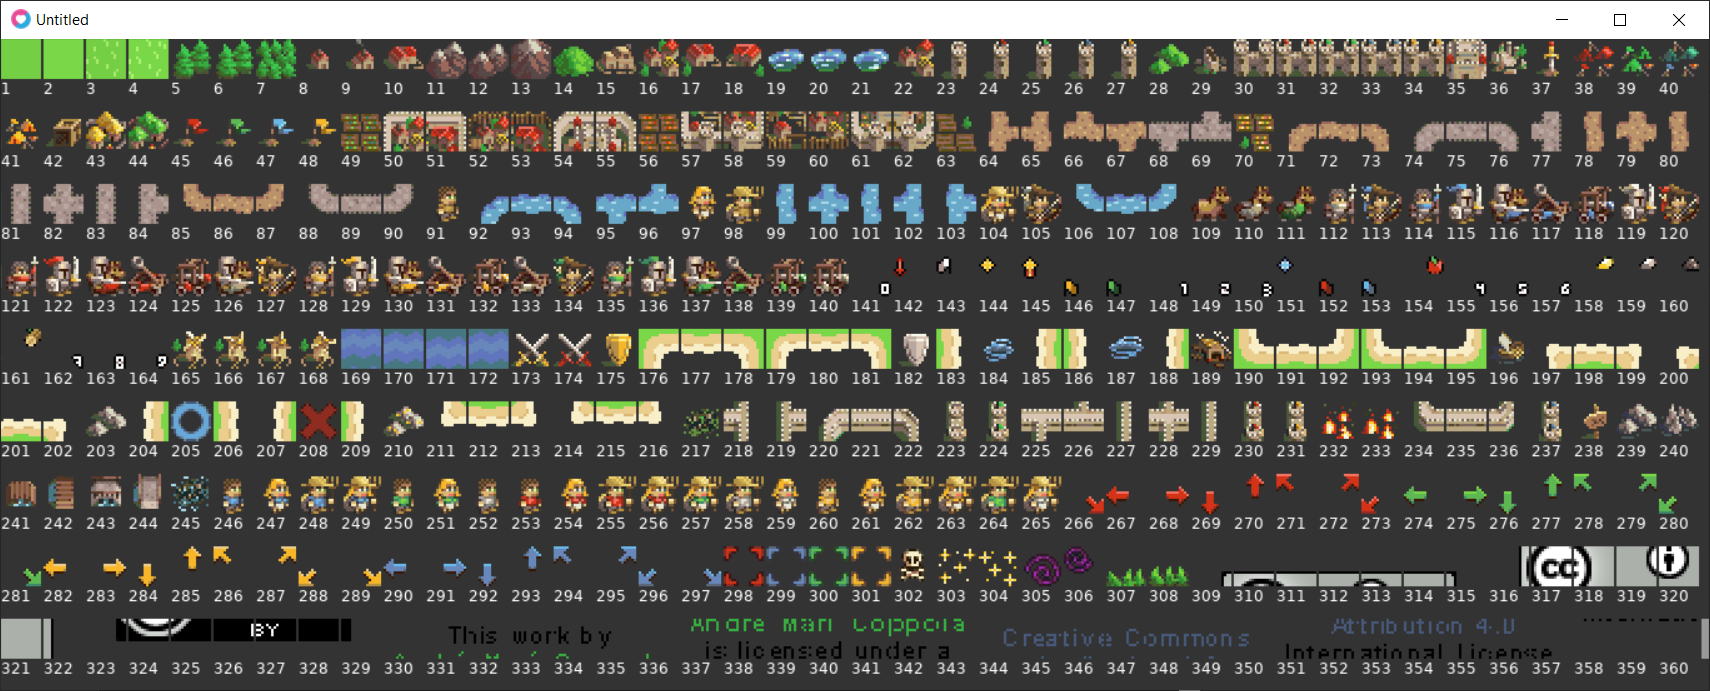 Untitled
1 2 3 4 5 6 7 8 9 10 11 12 13 14 15 16 17 18 19 20 21 22 23 24 25 26 27 28 29 30 31 32 33 34 35 36 37 38 39 40
41 42 43 44 45 46 47 48 49 50 51 52 53 54 55 56 57 58 59 60 61 62 63 64 65 66 67 68 69 70 71 72 73 74 75 76 77 78 79 80
81 82 83 84 85 86 87 88 89 90 91 92 93 94 95 96 97 98 99 100 101 102 103 104 105 106 107 108 109 110 111 112 113 114 115 116 117 118 119 120
0 1 2 3 4 5 6
121 122 123 124 125 126 127 128 129 130 131 132 133 134 135 136 137 138 139 140 141 142 143 144 145 146 147 148 149 150 151 152 153 154 155 156 157 158 159 160
7 8 9
161 162 163 164 165 166 167 168 169 170 171 172 173 174 175 176 177 178 179 180 181 182 183 184 185 186 187 188 189 190 191 192 193 194 195 196 197 198 199 200
201 202 203 204 205 206 207 208 209 210 211 212 213 214 215 216 217 218 219 220 221 222 223 224 225 226 227 228 229 230 231 232 233 234 235 236 237 238 239 240
241 242 243 244 245 246 247 248 249 250 251 252 253 254 255 256 257 258 259 260 261 262 263 264 265 266 267 268 269 270 271 272 273 274 275 276 277 278 279 280
cc
281 282 283 284 285 286 287 288 289 290 291 292 293 294 295 296 297 298 299 300 301 302 303 304 305 306 307 308 309 310 311 312 313 314 315 316 317 318 319 320
BY
This work by
Coppola
is licensed under a
Creative Commons
Attribution 4.0
International License
321 322 323 324 325 326 327 328 329 330 331 332 333 334 335 336 337 338 339 340 341 342 343 344 345 346 347 348 349 350 351 352 353 354 355 356 357 358 359 360